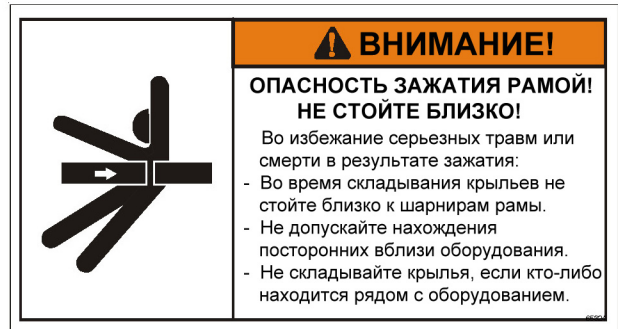 ВНИМАНИЕ!
ОПАСНОСТЬ ЗАЖАТИЯ РАМОЙ!
НЕ СТОЙТЕ БЛИЗКО!
Во избежание серьезных травм или
смерти в результате зажатия:
- Во время складывания крыльев не
стойте близко к шарнирам рамы.
- Не допускайте нахождения
посторонних вблизи оборудования.
- Не складывайте крылья, если кто-либо
находится рядом с оборудованием.